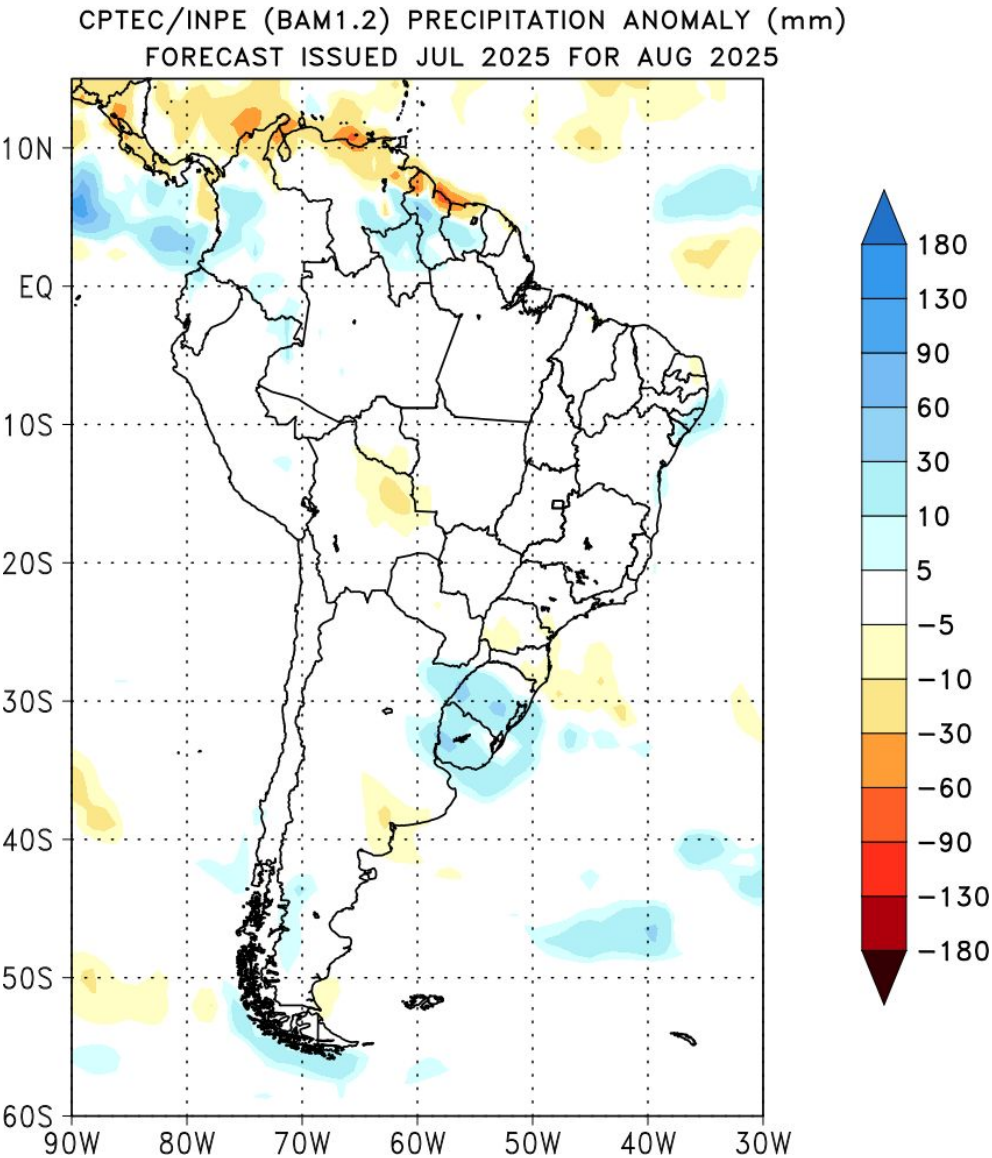 CPTEC/INPE (BAM1.2) PRECIPITATION ANOMALY (mm)
FORECAST ISSUED JUL 2025 FOR AUG 2025
10N
EQ
10S
20S
30S
40S
50S
60S
90W 80W 70W 60W 50W 40W 30W
180
130
90
60
30
10
5
−5
−10
−30
−60
−90
−130
−180